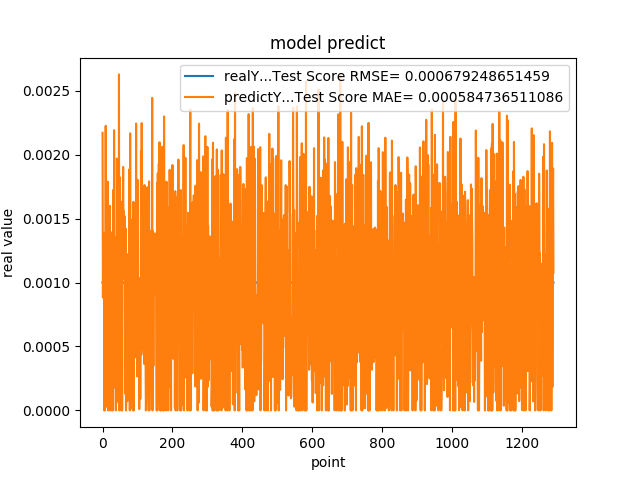 model predict
realY...Test Score RMSE= 0.000679248651459
predictY...Test Score MAE= 0.000584736511086
real value
0.0025
0.0020
0.0015
0.0010
0.0005
0.0000
0 200 400 600 800 1000 1200
point